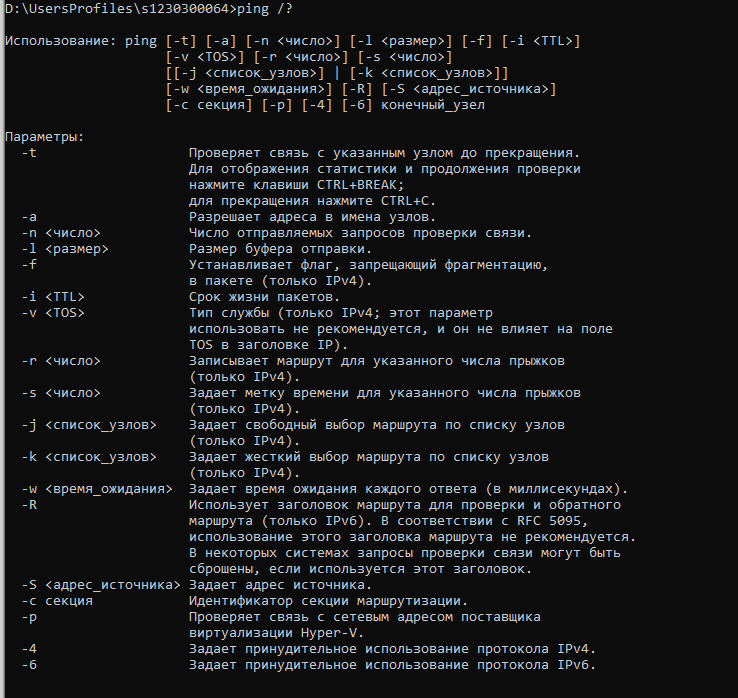 D:\UsersProfiles\s1230300064>ping /?
Использование: ping [-t] [-a] [-n <число>] [-l <размер>] [-f] [-i <TTL>]
[-v <TOS>] [-r <число>] [-s <число>]
[[-j <список_узлов>] | [-k <список_узлов>]]
[-w <время_ожидания>] [-R] [-S <адрес_источника>]
[-c секция] [-p] [-4] [-6] конечный_узел
Параметры:
-t Проверяет связь с указанным узлом до прекращения.
Для отображения статистики и продолжения проверки
нажмите клавиши CTRL+BREAK;
для прекращения нажмите CTRL+C.
-a Разрешает адреса в имена узлов.
-n <число> Число отправляемых запросов проверки связи.
-l <размер> Размер буфера отправки.
-f Устанавливает флаг, запрещающий фрагментацию,
в пакете (только IPv4).
-i <TTL> Срок жизни пакетов.
-v <TOS> Тип службы (только IPv4; этот параметр
использовать не рекомендуется, и он не влияет на поле
TOS в заголовке IP).
-r <число> Записывает маршрут для указанного числа прыжков
(только IPv4).
-s <число> Задает метку времени для указанного числа прыжков
(только IPv4).
-j <список_узлов> Задает свободный выбор маршрута по списку узлов
(только IPv4).
-k <список_узлов> Задает жесткий выбор маршрута по списку узлов
(только IPv4).
-w <время_ожидания> Задает время ожидания каждого ответа (в миллисекундах).
-R Использует заголовок маршрута для проверки и обратного
маршрута (только IPv6). В соответствии с RFC 5095,
использование этого заголовка маршрута не рекомендуется.
В некоторых системах запросы проверки связи могут быть
сброшены, если используется этот заголовок.
-S <адрес_источника> Задает адрес источника.
-c секция Идентификатор секции маршрутизации.
-p Проверяет связь с сетевым адресом поставщика
виртуализации Hyper-V.
-4 Задает принудительное использование протокола IPv4.
-6 Задает принудительное использование протокола IPv6.